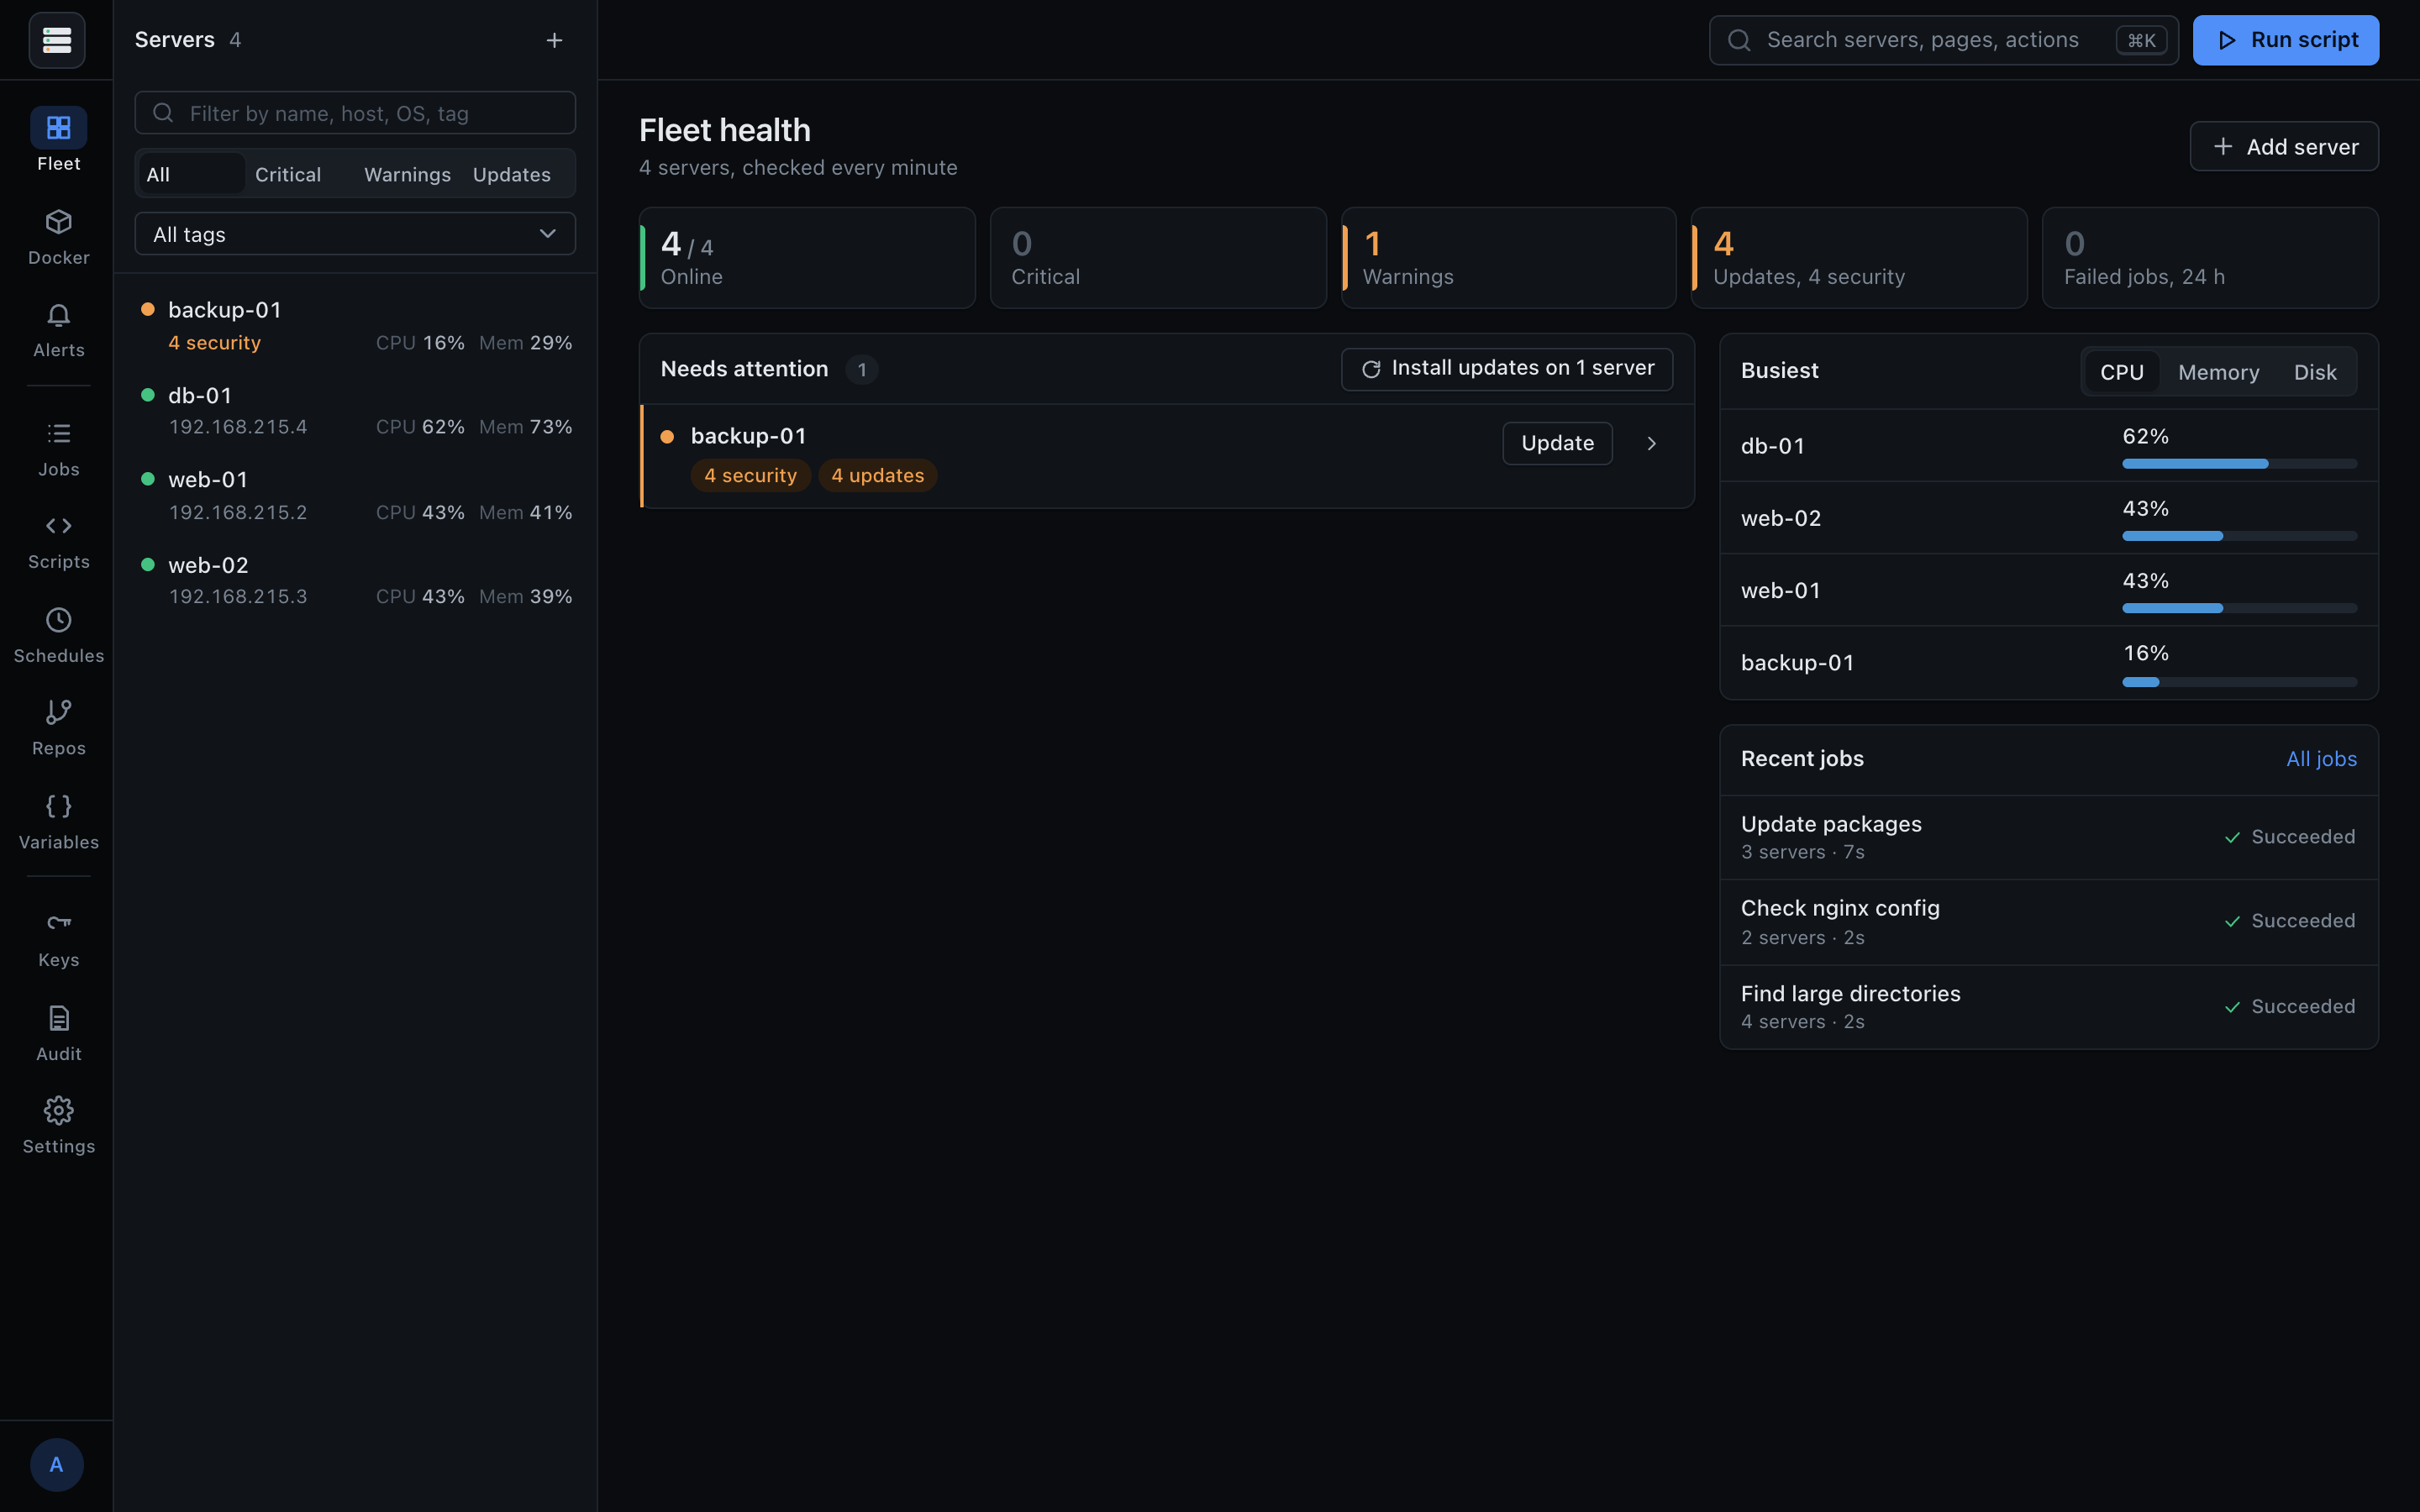 Servers 4
Search servers, pages, actions ⌘K
Run script
Filter by name, host, OS, tag
All Critical Warnings Updates
All tags
Fleet
Docker
Alerts
Jobs
Scripts
Schedules
Repos
Variables
Keys
Audit
Settings
A
backup-01
4 security CPU 16% Mem 29%
db-01
192.168.215.4 CPU 62% Mem 73%
web-01
192.168.215.2 CPU 43% Mem 41%
web-02
192.168.215.3 CPU 43% Mem 39%
Fleet health
4 servers, checked every minute
Add server
4 / 4
Online
0
Critical
1
Warnings
4
Updates, 4 security
0
Failed jobs, 24 h
Needs attention 1
Install updates on 1 server
backup-01
4 security 4 updates
Update
Busiest
CPU Memory Disk
db-01 62%
web-02 43%
web-01 43%
backup-01 16%
Recent jobs All jobs
Update packages
3 servers · 7s
Succeeded
Check nginx config
2 servers · 2s
Succeeded
Find large directories
4 servers · 2s
Succeeded